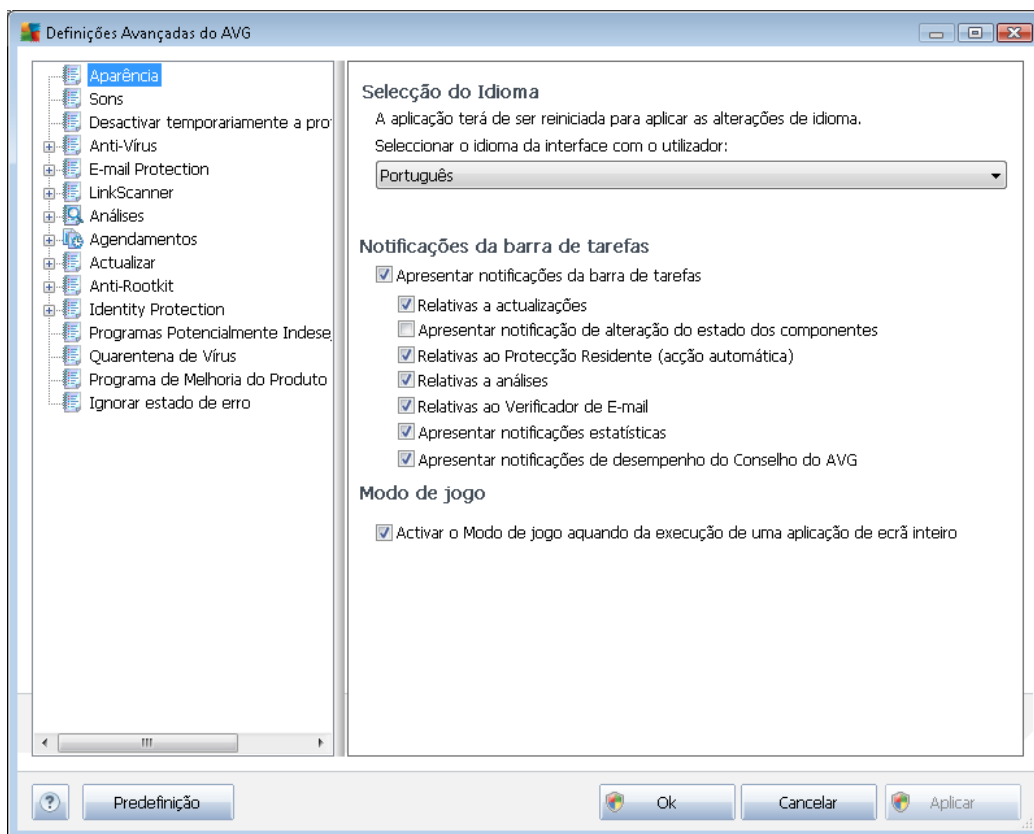 Definições Avançadas do AVG
Aparência
Sons
Desactivar temporariamente a pro
Anti-Vírus
E-mail Protection
LinkScanner
Análises
Agendamentos
Actualizar
Anti-Rootkit
Identity Protection
Programas Potencialmente Indese
Quarentena de Vírus
Programa de Melhoria do Produto
Ignorar estado de erro
Selecção do Idioma
A aplicação terá de ser reiniciada para aplicar as alterações de idioma.
Seleccionar o idioma da interface com o utilizador:
Português
Notificações da barra de tarefas
Apresentar notificações da barra de tarefas
Relativas a actualizações
Apresentar notificação de alteração do estado dos componentes
Relativas ao Protecção Residente (acção automática)
Relativas a análises
Relativas ao Verificador de E-mail
Apresentar notificações estatísticas
Apresentar notificações de desempenho do Conselho do AVG
Modo de jogo
Activar o Modo de jogo aquando da execução de uma aplicação de ecrã inteiro
? Predefinição Ok Cancelar Aplicar